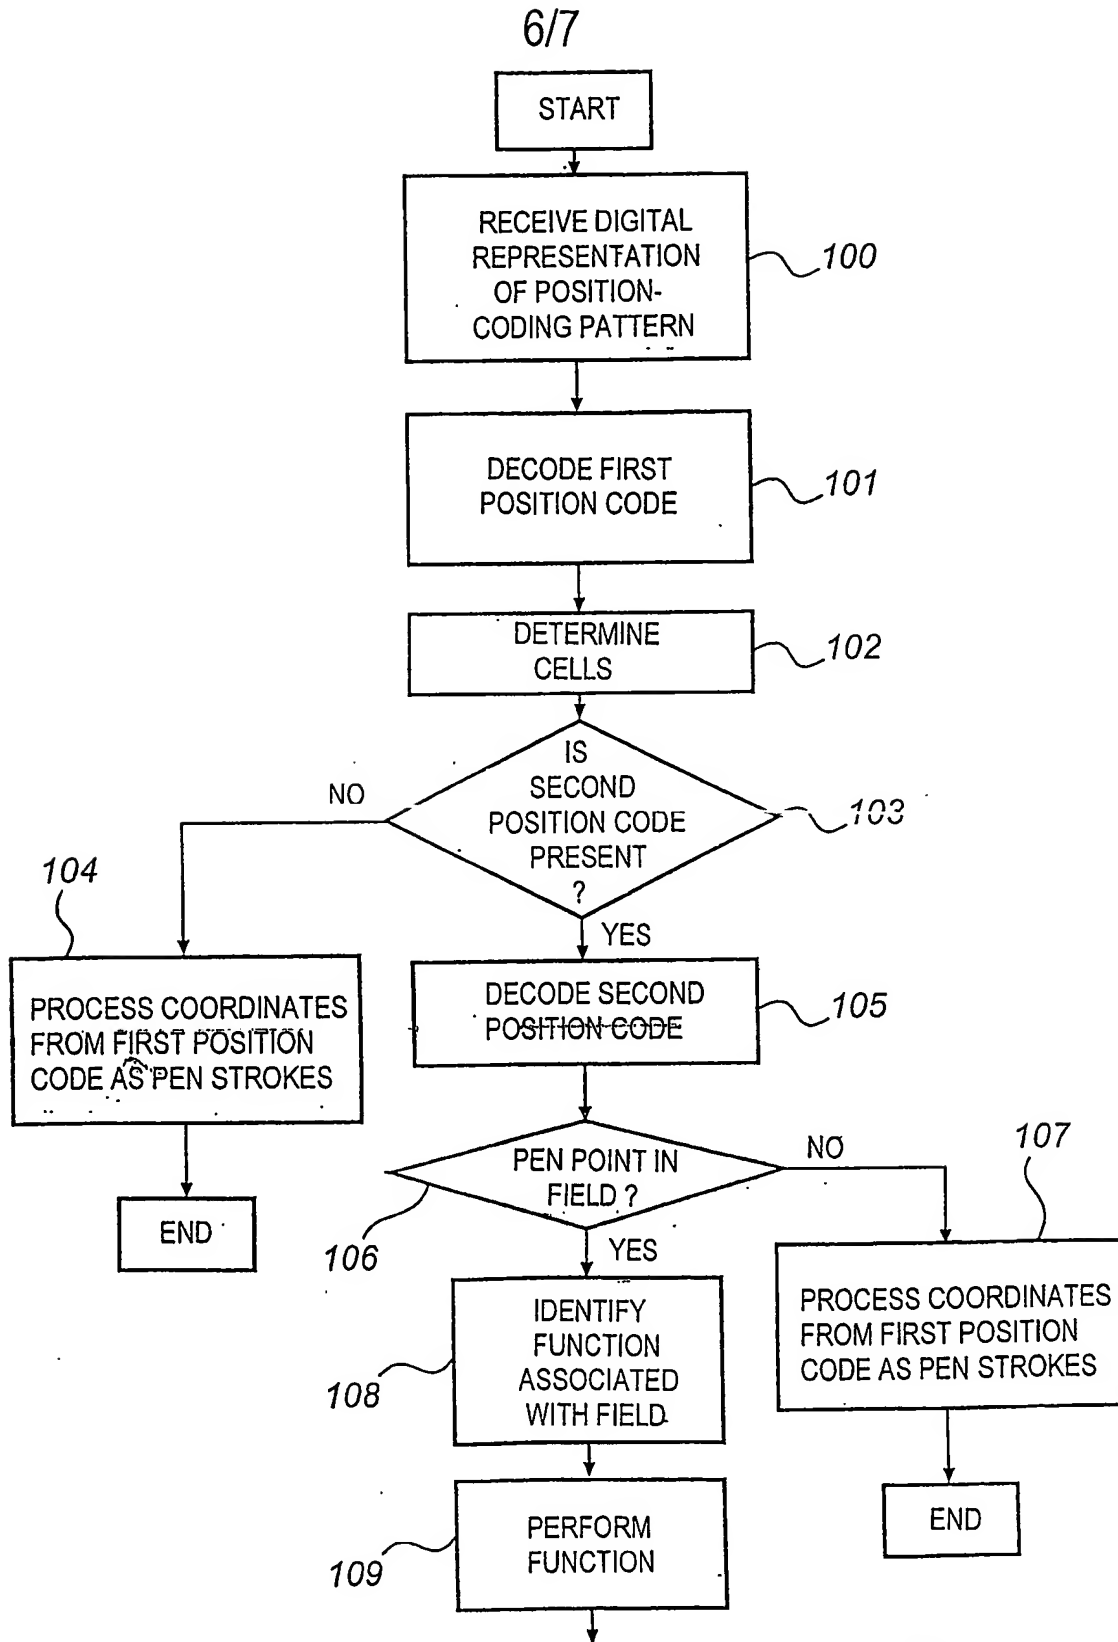 6/7
START
RECEIVE DIGITAL
REPRESENTATION
OF POSITION-
CODING PATTERN
100
DECODE FIRST
POSITION CODE
101
DETERMINE
CELLS
102
IS
SECOND
POSITION CODE
PRESENT
?
103
NO
YES
104
PROCESS COORDINATES
FROM FIRST POSITION
CODE AS PEN STROKES
END
DECODE SECOND
POSITION CODE
105
PEN POINT IN
FIELD ?
106
NO
YES
107
PROCESS COORDINATES
FROM FIRST POSITION
CODE AS PEN STROKES
END
IDENTIFY
FUNCTION
ASSOCIATED
WITH FIELD
108
PERFORM
FUNCTION
109